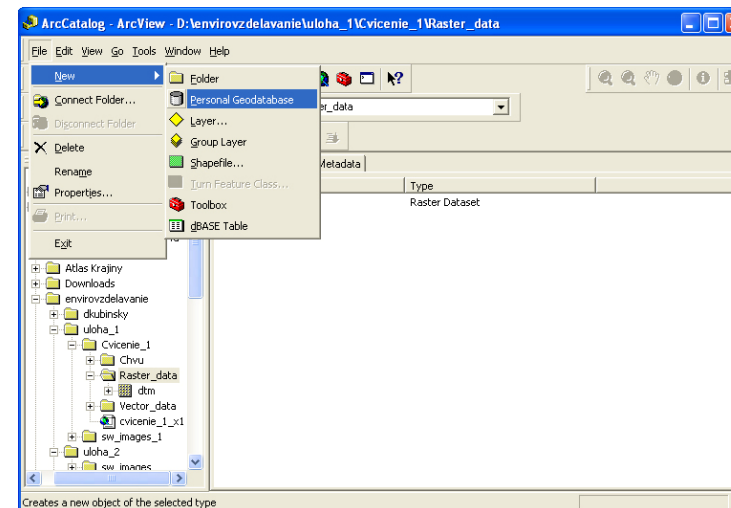 ArcCatalog - ArcView - D:\envirovzdelavanie\uloha_1\Cvicenie_1\Raster_data
File Edit View Go Tools Window Help
New
Connect Folder...
Disconnect Folder
Delete
Rename
Properties...
Print...
Exit
Folder
Personal Geodatabase
Layer...
Group Layer
Shapefile...
Turn Feature Class...
Toolbox
dBASE Table
er_data
Metadata
Type
Raster Dataset
Atlas Krajiny
Downloads
envirovzdelavanie
dkubinsky
uloha_1
Cvicenie_1
Chvu
Raster_data
dtm
Vector_data
cvicenie_1_x1
sw_images_1
uloha_2
sw_images
Creates a new object of the selected type